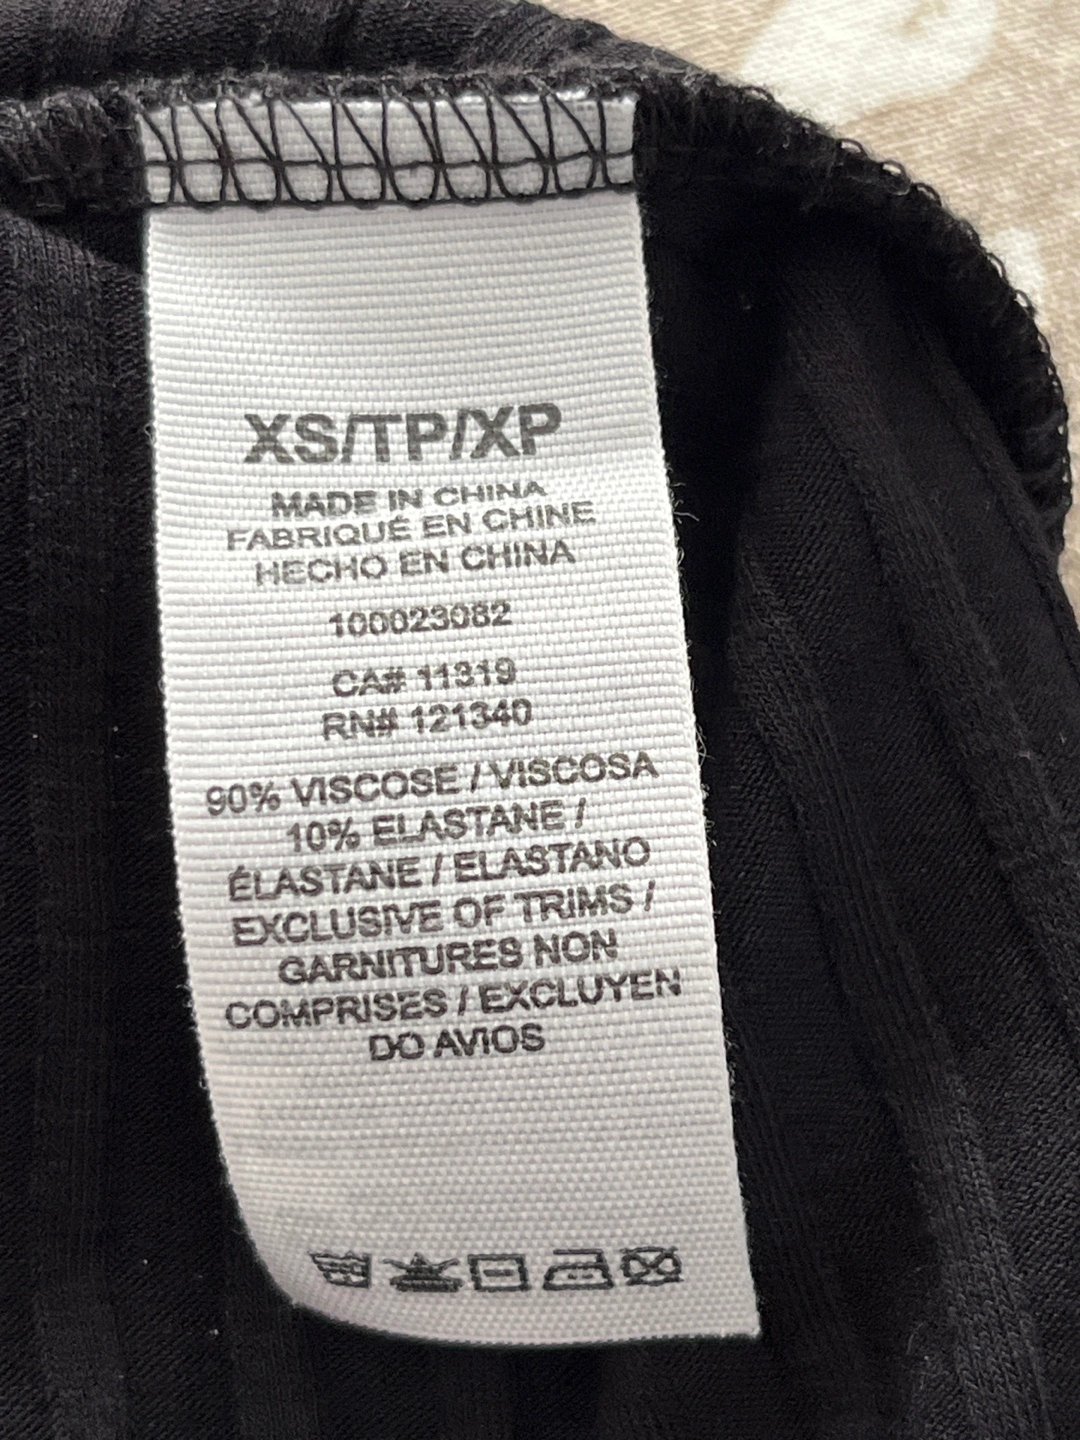 XS/TP/XP
MADE IN CHINA
FABRIQUÉ EN CHINE
HECHO EN CHINA
100023082
CA# 11319
RN# 121340
90% VISCOSE / VISCOSA
10% ELASTANE /
ÉLASTANE / ELASTANO
EXCLUSIVE OF TRIMS /
GARNITURES NON
COMPRISES / EXCLUYEN
DO AVIOS